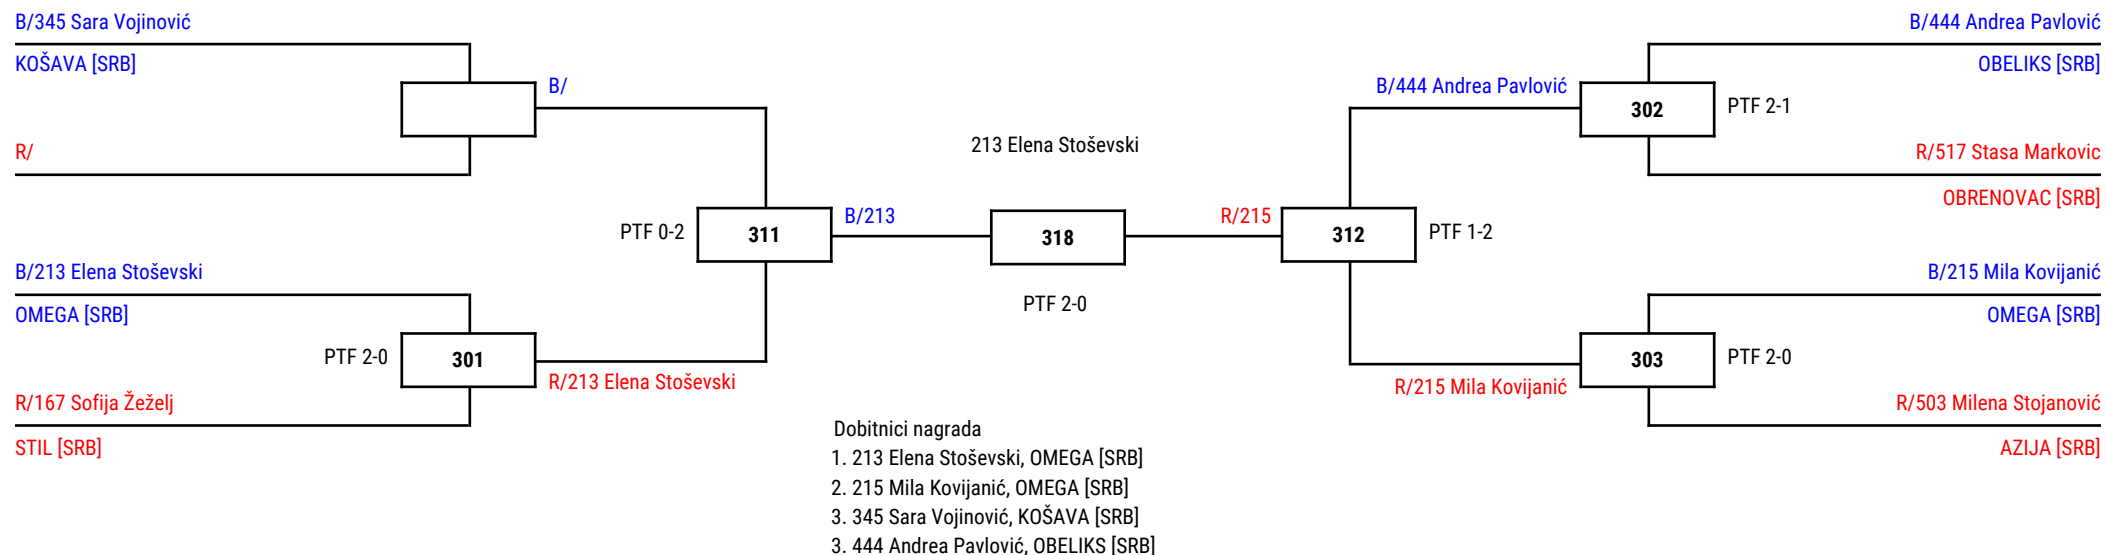 B/345 Sara Vojinović
KOŠAVA [SRB]
B/
R/
B/213 Elena Stoševski
OMEGA [SRB]
PTF 2-0
301
R/213 Elena Stoševski
R/167 Sofija Žeželj
STIL [SRB]
PTF 0-2
311
B/213
213 Elena Stoševski
318
PTF 2-0
R/215
312
PTF 1-2
B/444 Andrea Pavlović
OBELIKS [SRB]
B/444 Andrea Pavlović
302
PTF 2-1
R/517 Stasa Markovic
OBRENOVAC [SRB]
B/215 Mila Kovijanić
OMEGA [SRB]
303
PTF 2-0
R/215 Mila Kovijanić
R/503 Milena Stojanović
AZIJA [SRB]
Dobitnici nagrada
1. 213 Elena Stoševski, OMEGA [SRB]
2. 215 Mila Kovijanić, OMEGA [SRB]
3. 345 Sara Vojinović, KOŠAVA [SRB]
3. 444 Andrea Pavlović, OBELIKS [SRB]